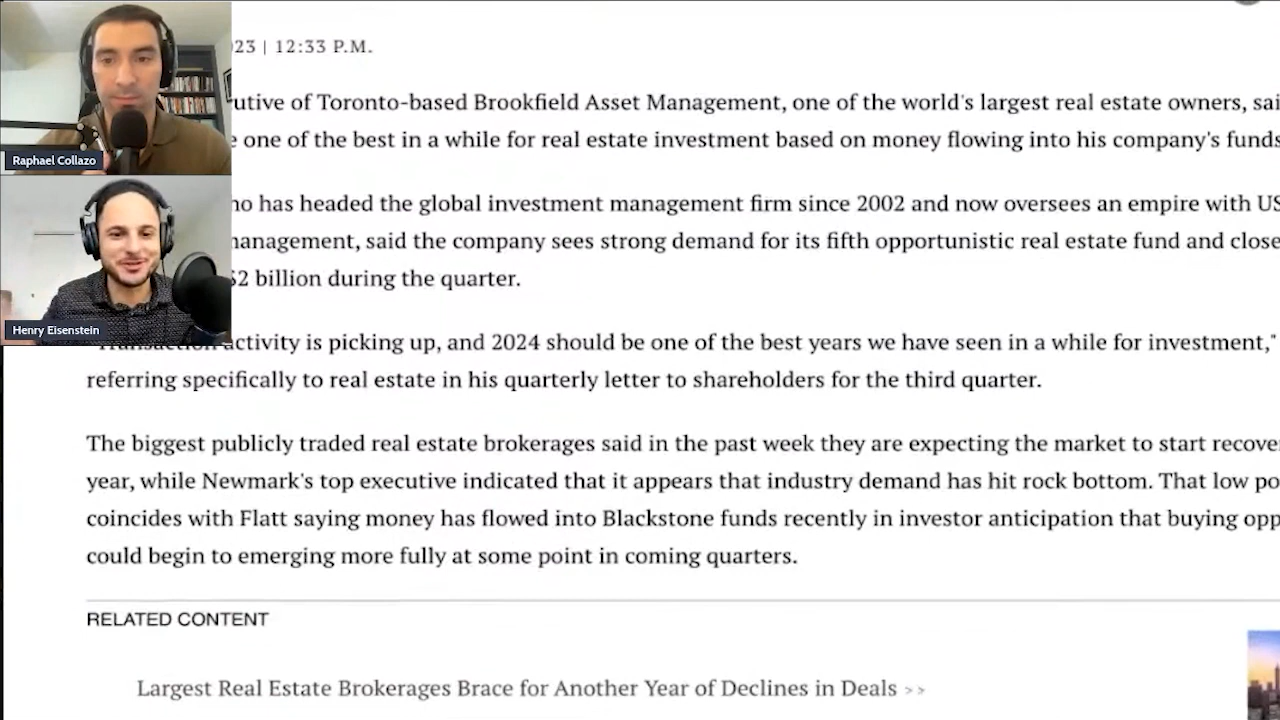 23 | 12:33 P.M.
Raphael Collazo
utive of Toronto-based Brookfield Asset Management, one of the world's largest real estate owners, sai
e one of the best in a while for real estate investment based on money flowing into his company's funds
ho has headed the global investment management firm since 2002 and now oversees an empire with US
management, said the company sees strong demand for its fifth opportunistic real estate fund and close
$2 billion during the quarter.
Henry Eisenstein
"Transaction activity is picking up, and 2024 should be one of the best years we have seen in a while for investment,"
referring specifically to real estate in his quarterly letter to shareholders for the third quarter.
The biggest publicly traded real estate brokerages said in the past week they are expecting the market to start recove
year, while Newmark's top executive indicated that it appears that industry demand has hit rock bottom. That low po
coincides with Flatt saying money has flowed into Blackstone funds recently in investor anticipation that buying opp
could begin to emerging more fully at some point in coming quarters.
RELATED CONTENT
Largest Real Estate Brokerages Brace for Another Year of Declines in Deals >>